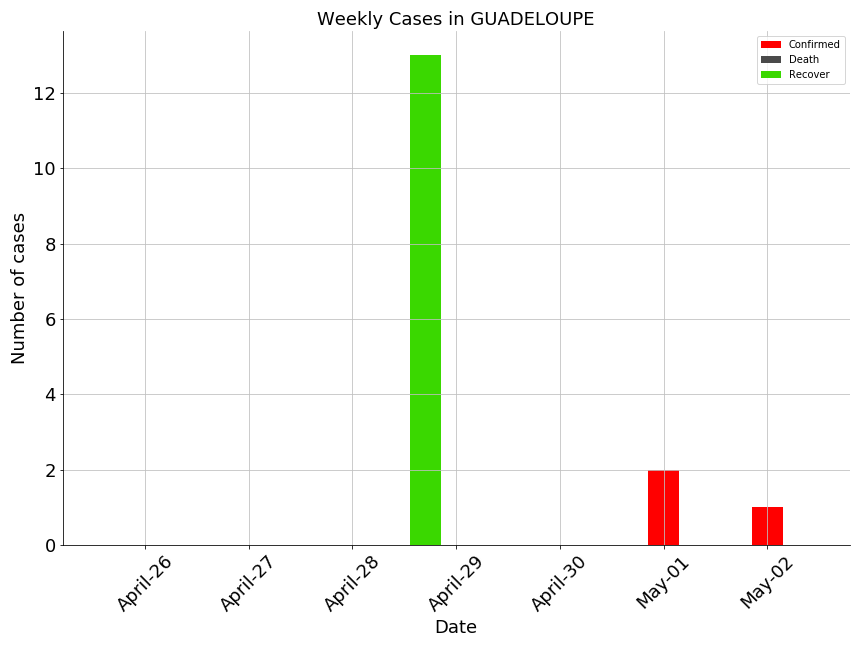 Weekly Cases in GUADELOUPE
Confirmed
Death
Recover
Number of cases
12
10
8
6
4
2
0
April-26
April-27
April-28
April-29
April-30
May-01
May-02
Date